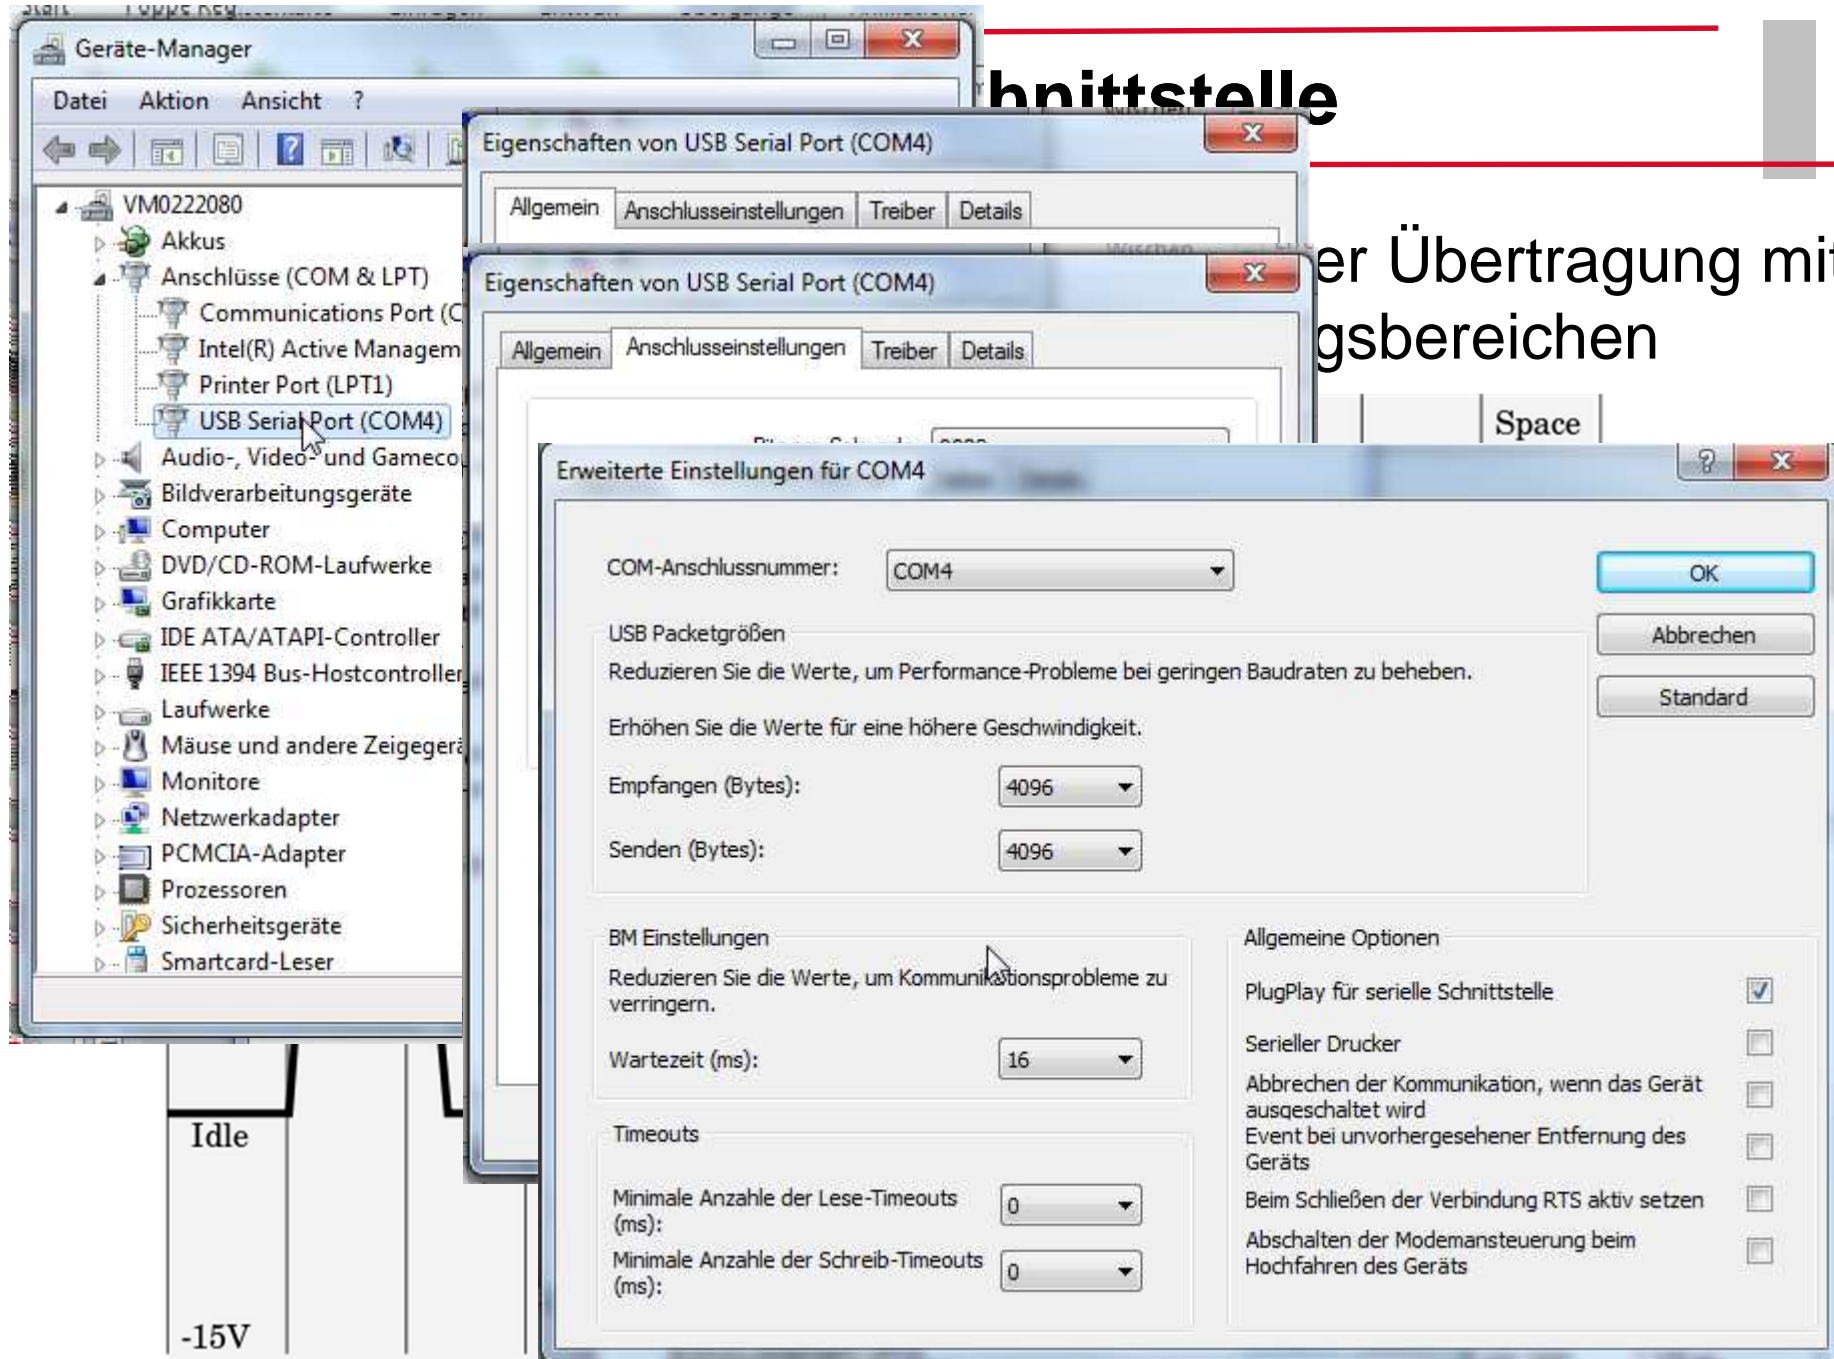 Geräte-Manager
Datei Aktion Ansicht ?
VM0222080
Akkus
Anschlüsse (COM & LPT)
Communications Port (C
Intel(R) Active Managem
Printer Port (LPT1)
USB Serial Port (COM4)
Audio-, Video- und Gameco
Bildverarbeitungsgeräte
Computer
DVD/CD-ROM-Laufwerke
Grafikkarte
IDE ATA/ATAPI-Controller
IEEE 1394 Bus-Hostcontroller
Laufwerke
Mäuse und andere Zeigegerä
Monitore
Netzwerkadapter
PCMCIA-Adapter
Prozessoren
Sicherheitsgeräte
Smartcard-Leser
hnittstelle
er Übertragung mit
gsbereichen
Space
Eigenschaften von USB Serial Port (COM4)
Allgemein Anschlusseinstellungen Treiber Details
Eigenschaften von USB Serial Port (COM4)
Allgemein Anschlusseinstellungen Treiber Details
Erweiterte Einstellungen für COM4
COM-Anschlussnummer: COM4
OK
Abbrechen
Standard
USB Packetgrößen
Reduzieren Sie die Werte, um Performance-Probleme bei geringen Baudraten zu beheben.
Erhöhen Sie die Werte für eine höhere Geschwindigkeit.
Empfangen (Bytes): 4096
Senden (Bytes): 4096
BM Einstellungen
Reduzieren Sie die Werte, um Kommunikationsprobleme zu
verringern.
Wartezeit (ms): 16
Timeouts
Minimale Anzahle der Lese-Timeouts
(ms): 0
Minimale Anzahle der Schreib-Timeouts
(ms): 0
Allgemeine Optionen
PlugPlay für serielle Schnittstelle
Serieller Drucker
Abbrechen der Kommunikation, wenn das Gerät
ausgeschaltet wird
Event bei unvorhergesehener Entfernung des
Geräts
Beim Schließen der Verbindung RTS aktiv setzen
Abschalten der Modemansteuerung beim
Hochfahren des Geräts
Idle
-15V